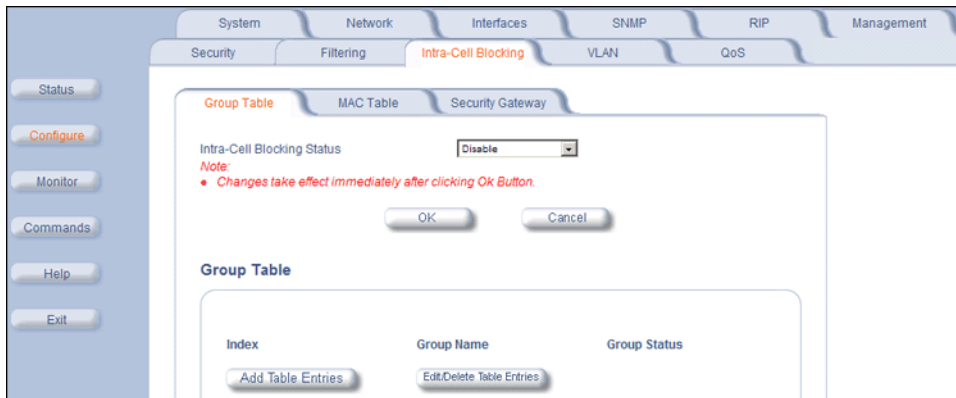 System Network Interfaces SNMP RIP Management
Security Filtering Intra-Cell Blocking VLAN QoS
Status
Configure
Monitor
Commands
Help
Exit
Group Table MAC Table Security Gateway
Intra-Cell Blocking Status Disable
Note:
• Changes take effect immediately after clicking Ok Button.
OK Cancel
Group Table
Index Group Name Group Status
Add Table Entries Edit/Delete Table Entries